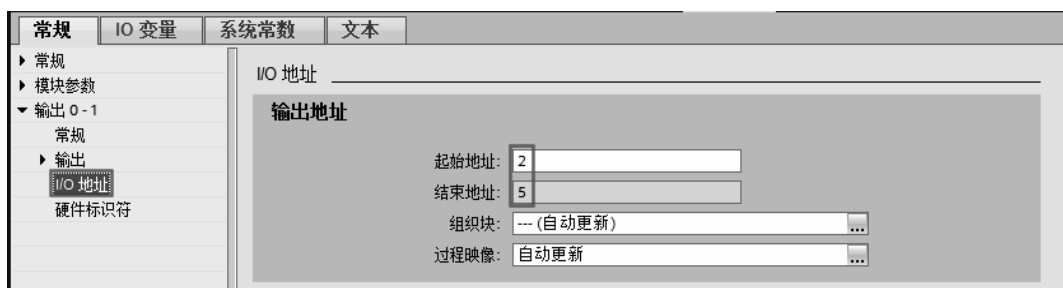 常规 IO 变量 系统常数 文本
常规
模块参数
输出 0 - 1
常规
输出
I/O 地址
硬件标识符
I/O 地址
输出地址
起始地址: 2
结束地址: 5
组织块: --- (自动更新) ...
过程映像: 自动更新 ...